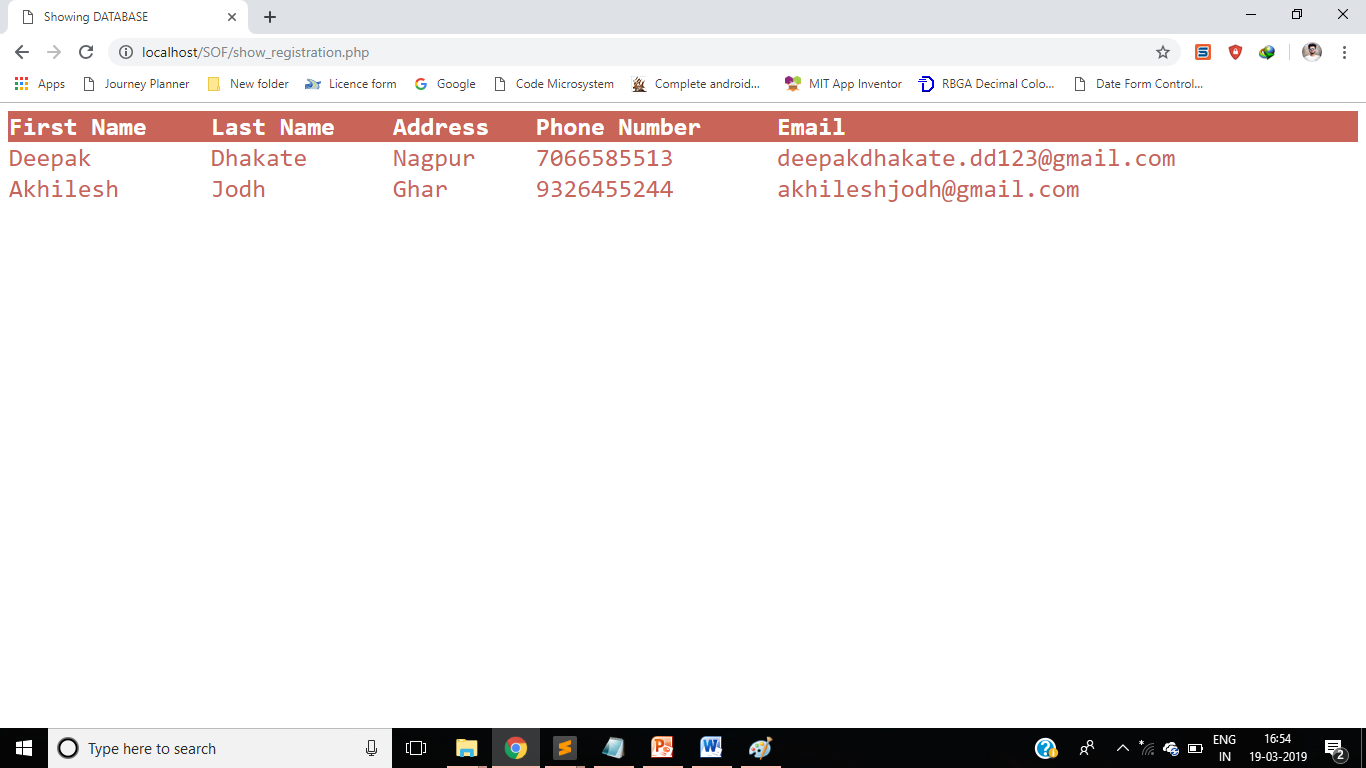 Showing DATABASE
localhost/SOF/show_registration.php
Apps Journey Planner New folder Licence form Google Code Microsystem Complete android... MIT App Inventor RBGA Decimal Colo... Date Form Control...
First Name Last Name Address Phone Number Email
Deepak Dhakate Nagpur 7066585513 deepakdhakate.dd123@gmail.com
Akhilesh Jodh Ghar 9326455244 akhileshjodh@gmail.com
Type here to search
ENG 16:54
IN 19-03-2019 2